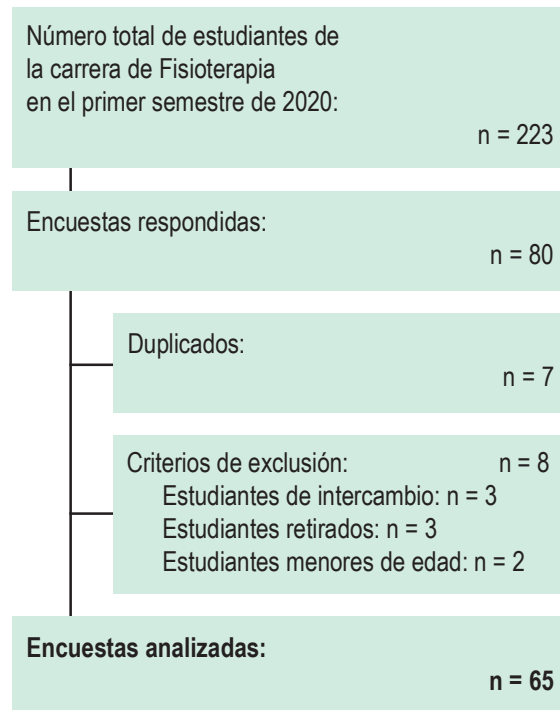 Número total de estudiantes de
la carrera de Fisioterapia
en el primer semestre de 2020:
n = 223
Encuestas respondidas:
n = 80
Duplicados:
n = 7
Criterios de exclusión: n = 8
Estudiantes de intercambio: n = 3
Estudiantes retirados: n = 3
Estudiantes menores de edad: n = 2
Encuestas analizadas:
n = 65